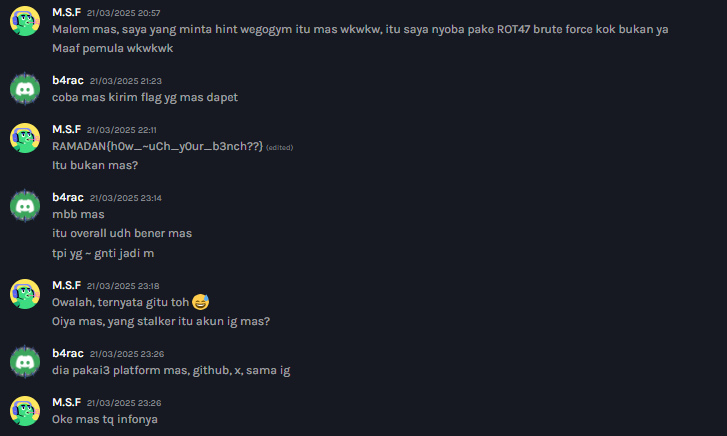 M.S.F 21/03/2025 20:57
Malem mas, saya yang minta hint wegogym itu mas wkwkw, itu saya nyoba pake ROT47 brute force kok bukan ya
Maaf pemula wkwkwk
b4rac 21/03/2025 21:23
coba mas kirim flag yg mas dapet
M.S.F 21/03/2025 22:11
RAMADAN{h0w_~uCh_y0ur_b3nch??} (edited)
Itu bukan mas?
b4rac 21/03/2025 23:14
mbb mas
itu overall udh bener mas
tpi yg ~ gnti jadi m
M.S.F 21/03/2025 23:18
Owalah, ternyata gitu toh 😅
Oiya mas, yang stalker itu akun ig mas?
b4rac 21/03/2025 23:26
dia pakai3 platform mas, github, x, sama ig
M.S.F 21/03/2025 23:26
Oke mas tq infonya